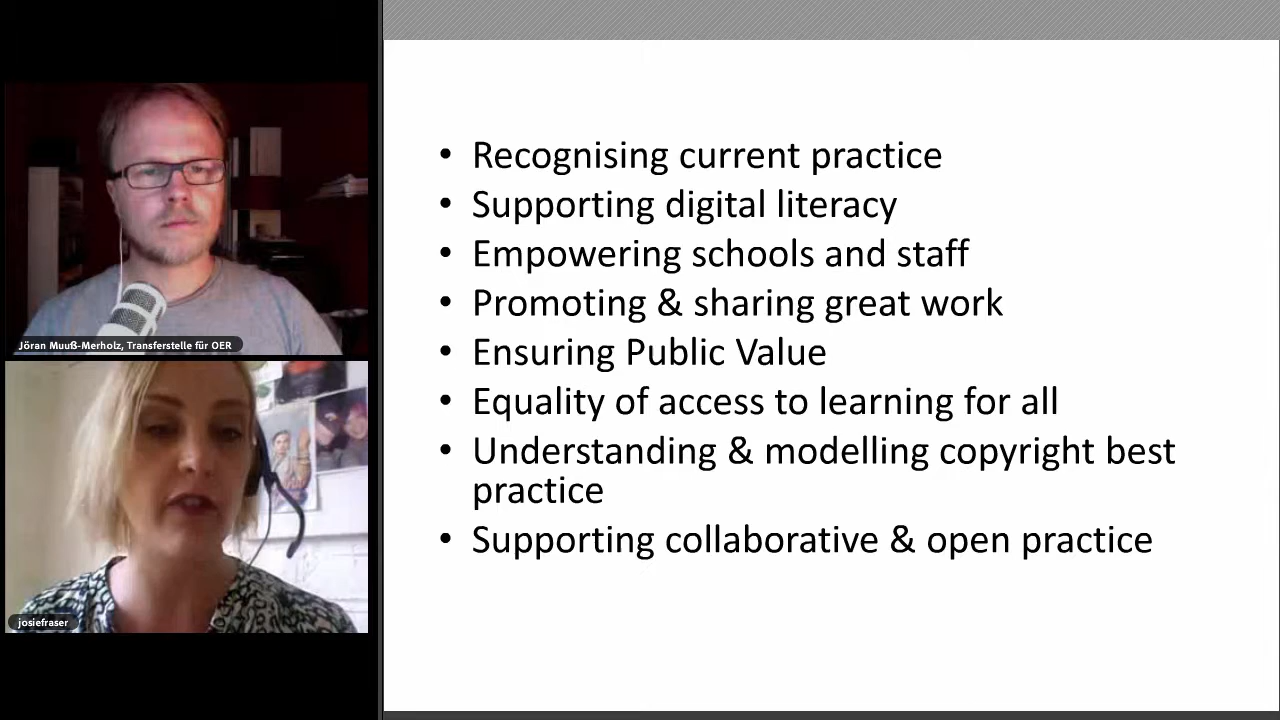 Jöran Muuß-Merholz, Transferstelle für OER
josiefraser
• Recognising current practice
• Supporting digital literacy
• Empowering schools and staff
• Promoting & sharing great work
• Ensuring Public Value
• Equality of access to learning for all
• Understanding & modelling copyright best
practice
• Supporting collaborative & open practice